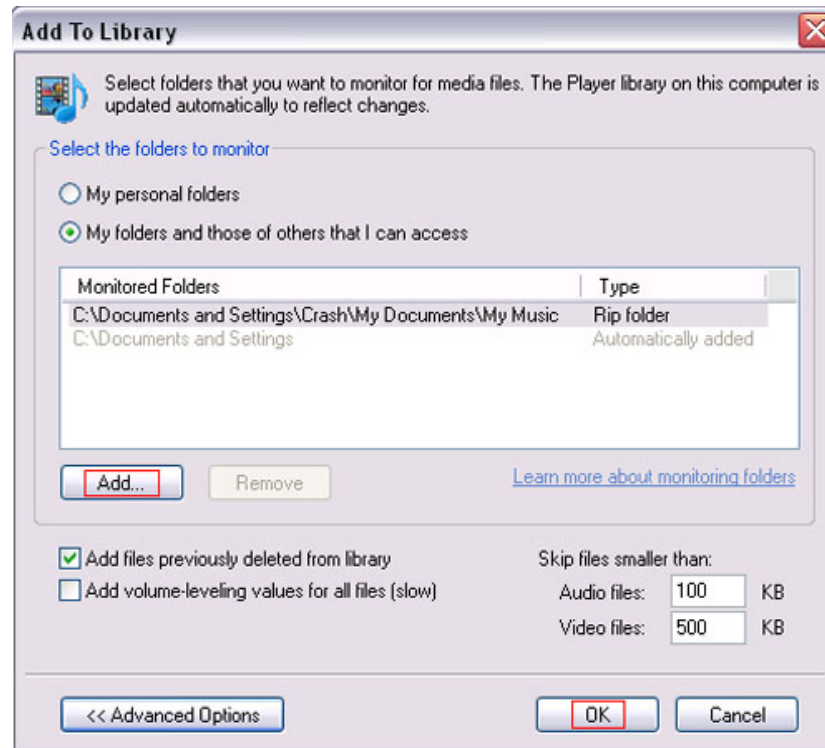 Add To Library
Select folders that you want to monitor for media files. The Player library on this computer is
updated automatically to reflect changes.
Select the folders to monitor
My personal folders
My folders and those of others that I can access
Monitored Folders Type
C:\Documents and Settings\Crash\My Documents\My Music Rip folder
C:\Documents and Settings Automatically added
Add... Remove Learn more about monitoring folders
Add files previously deleted from library Skip files smaller than:
Add volume-leveling values for all files (slow) Audio files: 100 KB
Video files: 500 KB
<< Advanced Options OK Cancel